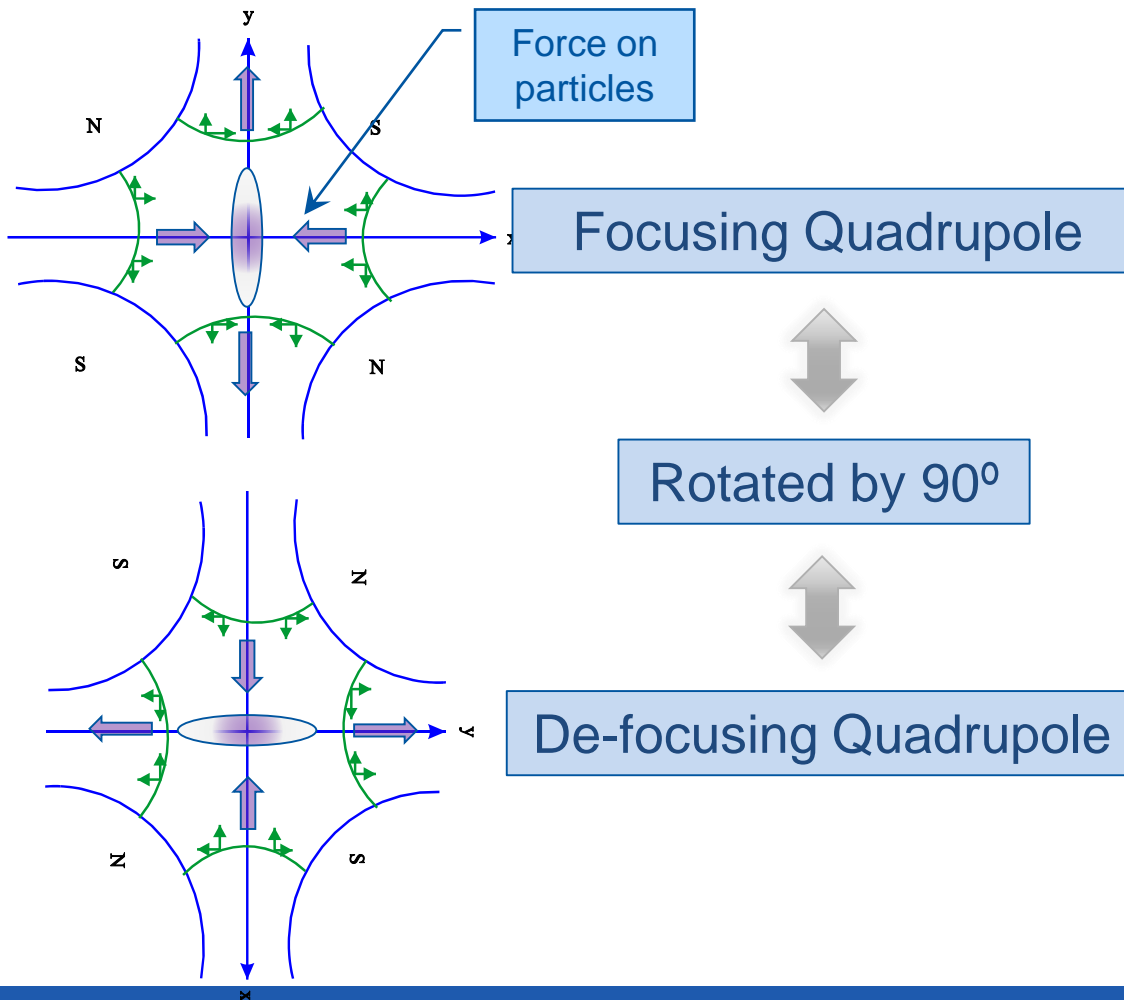 y
Force on
particles
N
S
x
Focusing Quadrupole
S
N
Rotated by 90º
S
N
y
De-focusing Quadrupole
N
S
x